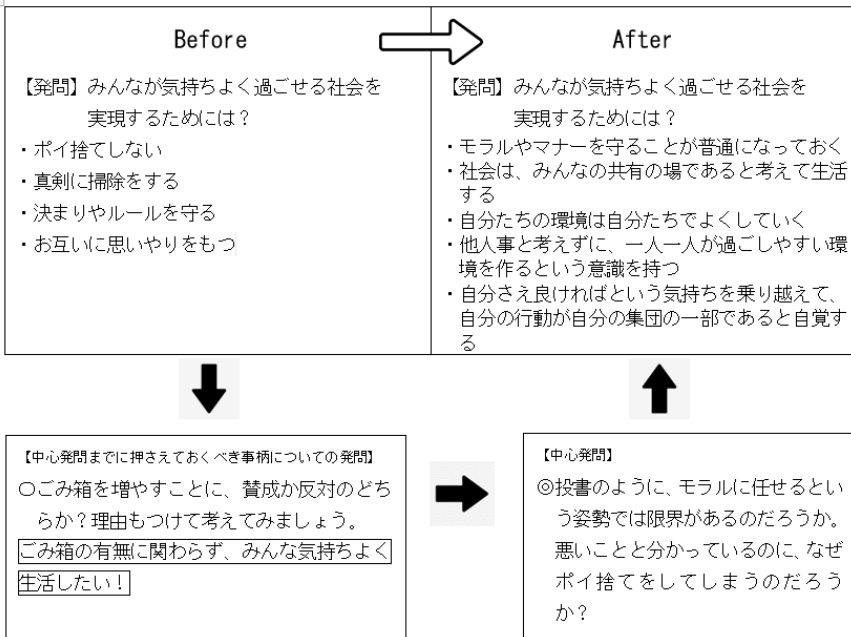 Before
After
【発問】みんなが気持ちよく過ごせる社会を
実現するためには？
・ポイ捨てしない
・真剣に掃除をする
・決まりやルールを守る
・お互いに思いやりをもつ
【発問】みんなが気持ちよく過ごせる社会を
実現するためには？
・モラルやマナーを守ることが普通になっておく
・社会は、みんなの共有の場であると考えて生活
する
・自分たちの環境は自分たちでよくしていく
・他人事と考えずに、一人一人が過ごしやすい環
境を作るという意識を持つ
・自分さえ良ければという気持ちを乗り越えて、
自分の行動が自分の集団の一部であると自覚す
る
【中心発問までに押さえておくべき事柄についての発問】
○ごみ箱を増やすことに、賛成か反対のどち
らか？理由もつけて考えてみましょう。
ごみ箱の有無に関わらず、みんな気持ちよく
生活したい！
【中心発問】
◎投書のように、モラルに任せるとい
う姿勢では限界があるのだろうか。
悪いことと分かっているのに、なぜ
ポイ捨てをしてしまうのだろう
か？